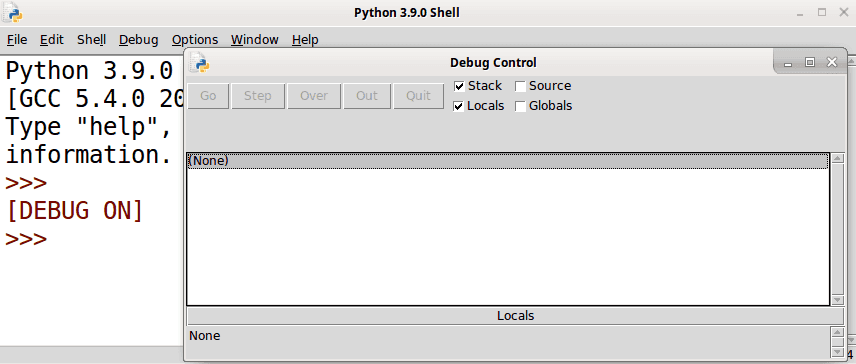 Python 3.9.0 Shell
File Edit Shell Debug Options Window Help
Python 3.9.0
[GCC 5.4.0 20
Type "help",
information.
>>>
[DEBUG ON]
>>>
Debug Control
Go Step Over Out Quit Stack Source
Locals Globals
(None)
Locals
None
4